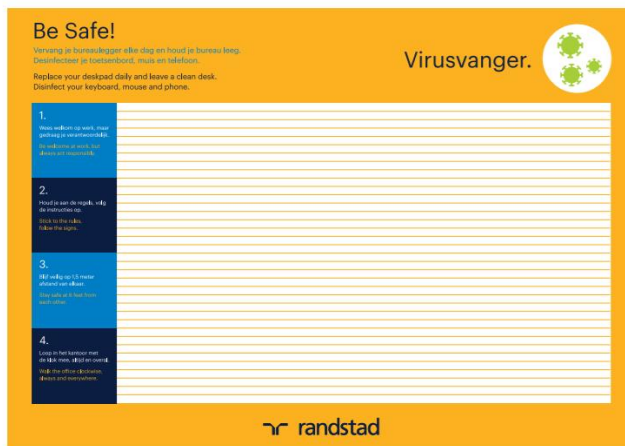 Be Safe!
Vervang je bureaulegger elke dag en houd je bureau leeg.
Desinfecteer je toetsenbord, muis en telefoon.
Replace your deskpad daily and leave a clean desk.
Disinfect your keyboard, mouse and phone.
Virusvanger.
1.
Wees welkom op werk, maar
gedraag je verantwoordelijk.
Be welcome at work, but
always act responsibly.
2.
Houd je aan de regels, volg
de instructies op.
Stick to the rules,
follow the signs.
3.
Blijf veilig op 1,5 meter
afstand van elkaar.
Stay safe at 6 feet from
each other.
4.
Loop in het kantoor met
de klok mee, altijd en overal.
Walk the office clockwise,
always and everywhere.
randstad